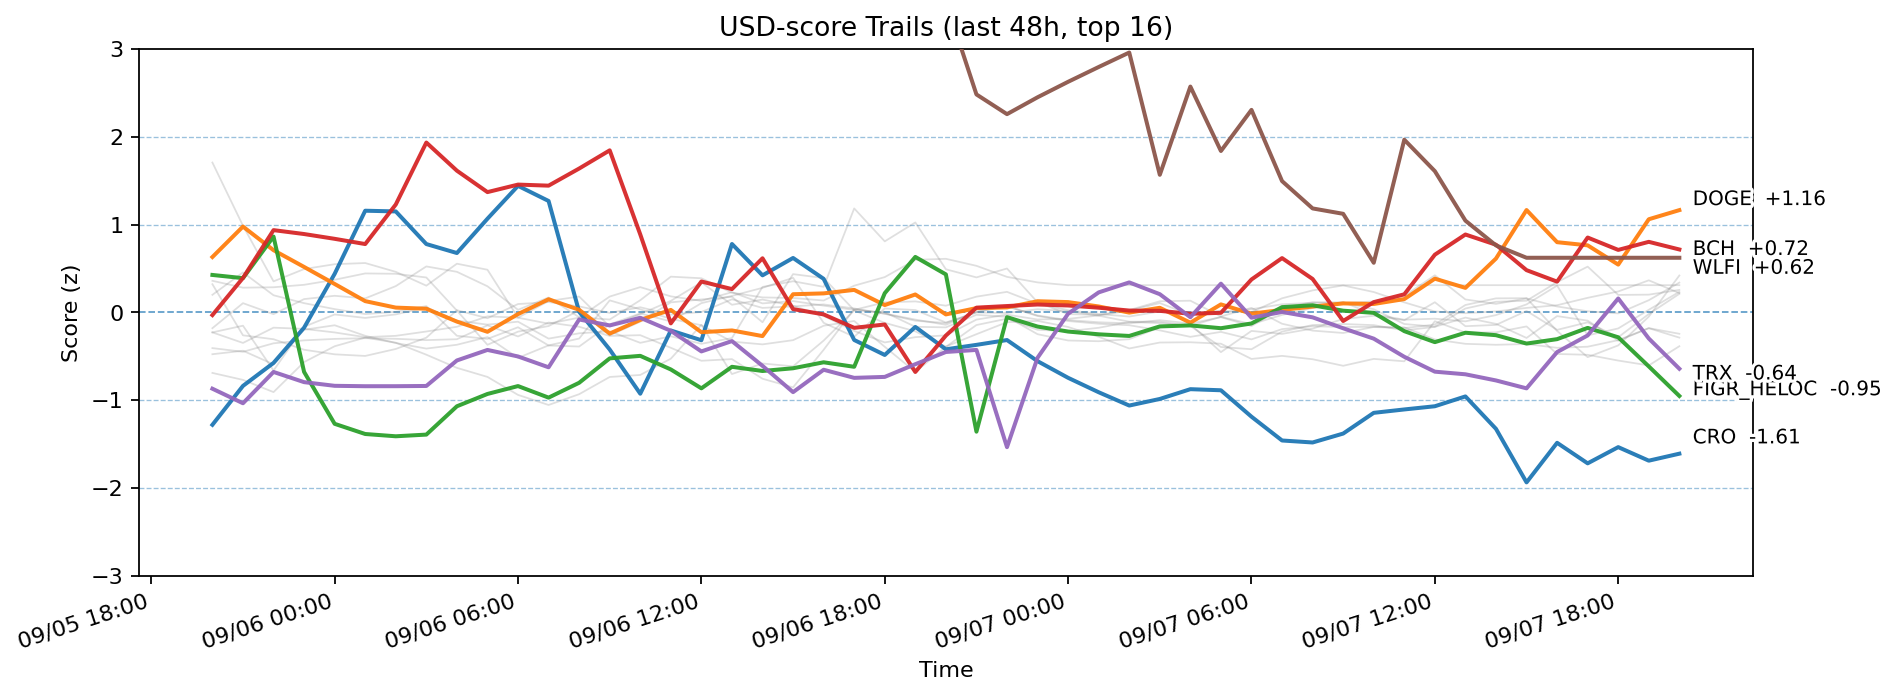 USD-score Trails (last 48h, top 16)
3
2
1
0
−1
−2
−3
Score (z)
DOGE +1.16
BCH +0.72
WLFI +0.62
TRX -0.64
FIGR_HELOC -0.95
CRO -1.61
09/05 18:00
09/06 00:00
09/06 06:00
09/06 12:00
09/06 18:00
09/07 00:00
09/07 06:00
09/07 12:00
09/07 18:00
Time